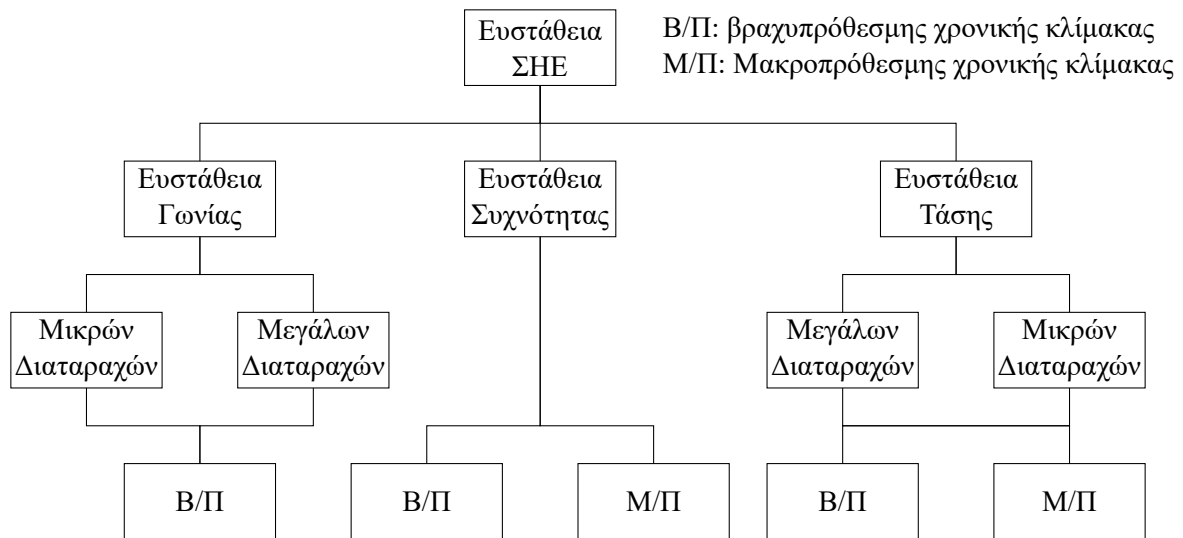 Ευστάθεια
ΣΗΕ
Β/Π: βραχυπρόθεσμης χρονικής κλίμακας
Μ/Π: Μακροπρόθεσμης χρονικής κλίμακας
Ευστάθεια
Γωνίας
Ευστάθεια
Συχνότητας
Ευστάθεια
Τάσης
Μικρών
Διαταραχών
Μεγάλων
Διαταραχών
Μεγάλων
Διαταραχών
Μικρών
Διαταραχών
Β/Π
Β/Π
Μ/Π
Β/Π
Μ/Π